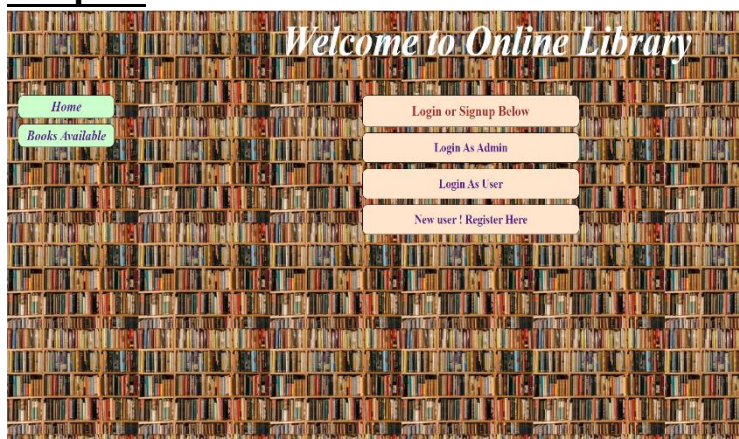 Welcome to Online Library
Home
Books Available
Login or Signup Below
Login As Admin
Login As User
New user ! Register Here